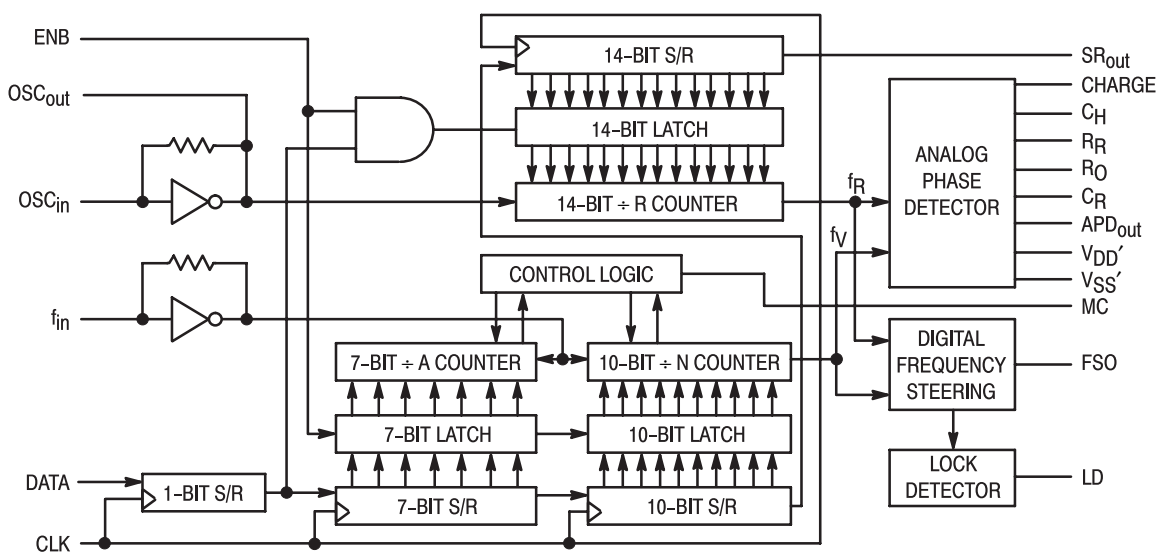 ENB
OSCout
OSCin
fin
DATA
CLK
14-BIT S/R
14-BIT LATCH
14-BIT ÷ R COUNTER
CONTROL LOGIC
7-BIT ÷ A COUNTER
10-BIT ÷ N COUNTER
7-BIT LATCH
10-BIT LATCH
1-BIT S/R
7-BIT S/R
10-BIT S/R
fR
fV
ANALOG
PHASE
DETECTOR
DIGITAL
FREQUENCY
STEERING
LOCK
DETECTOR
SRout
CHARGE
CH
RR
RO
CR
APDout
VDD′
VSS′
MC
FSO
LD